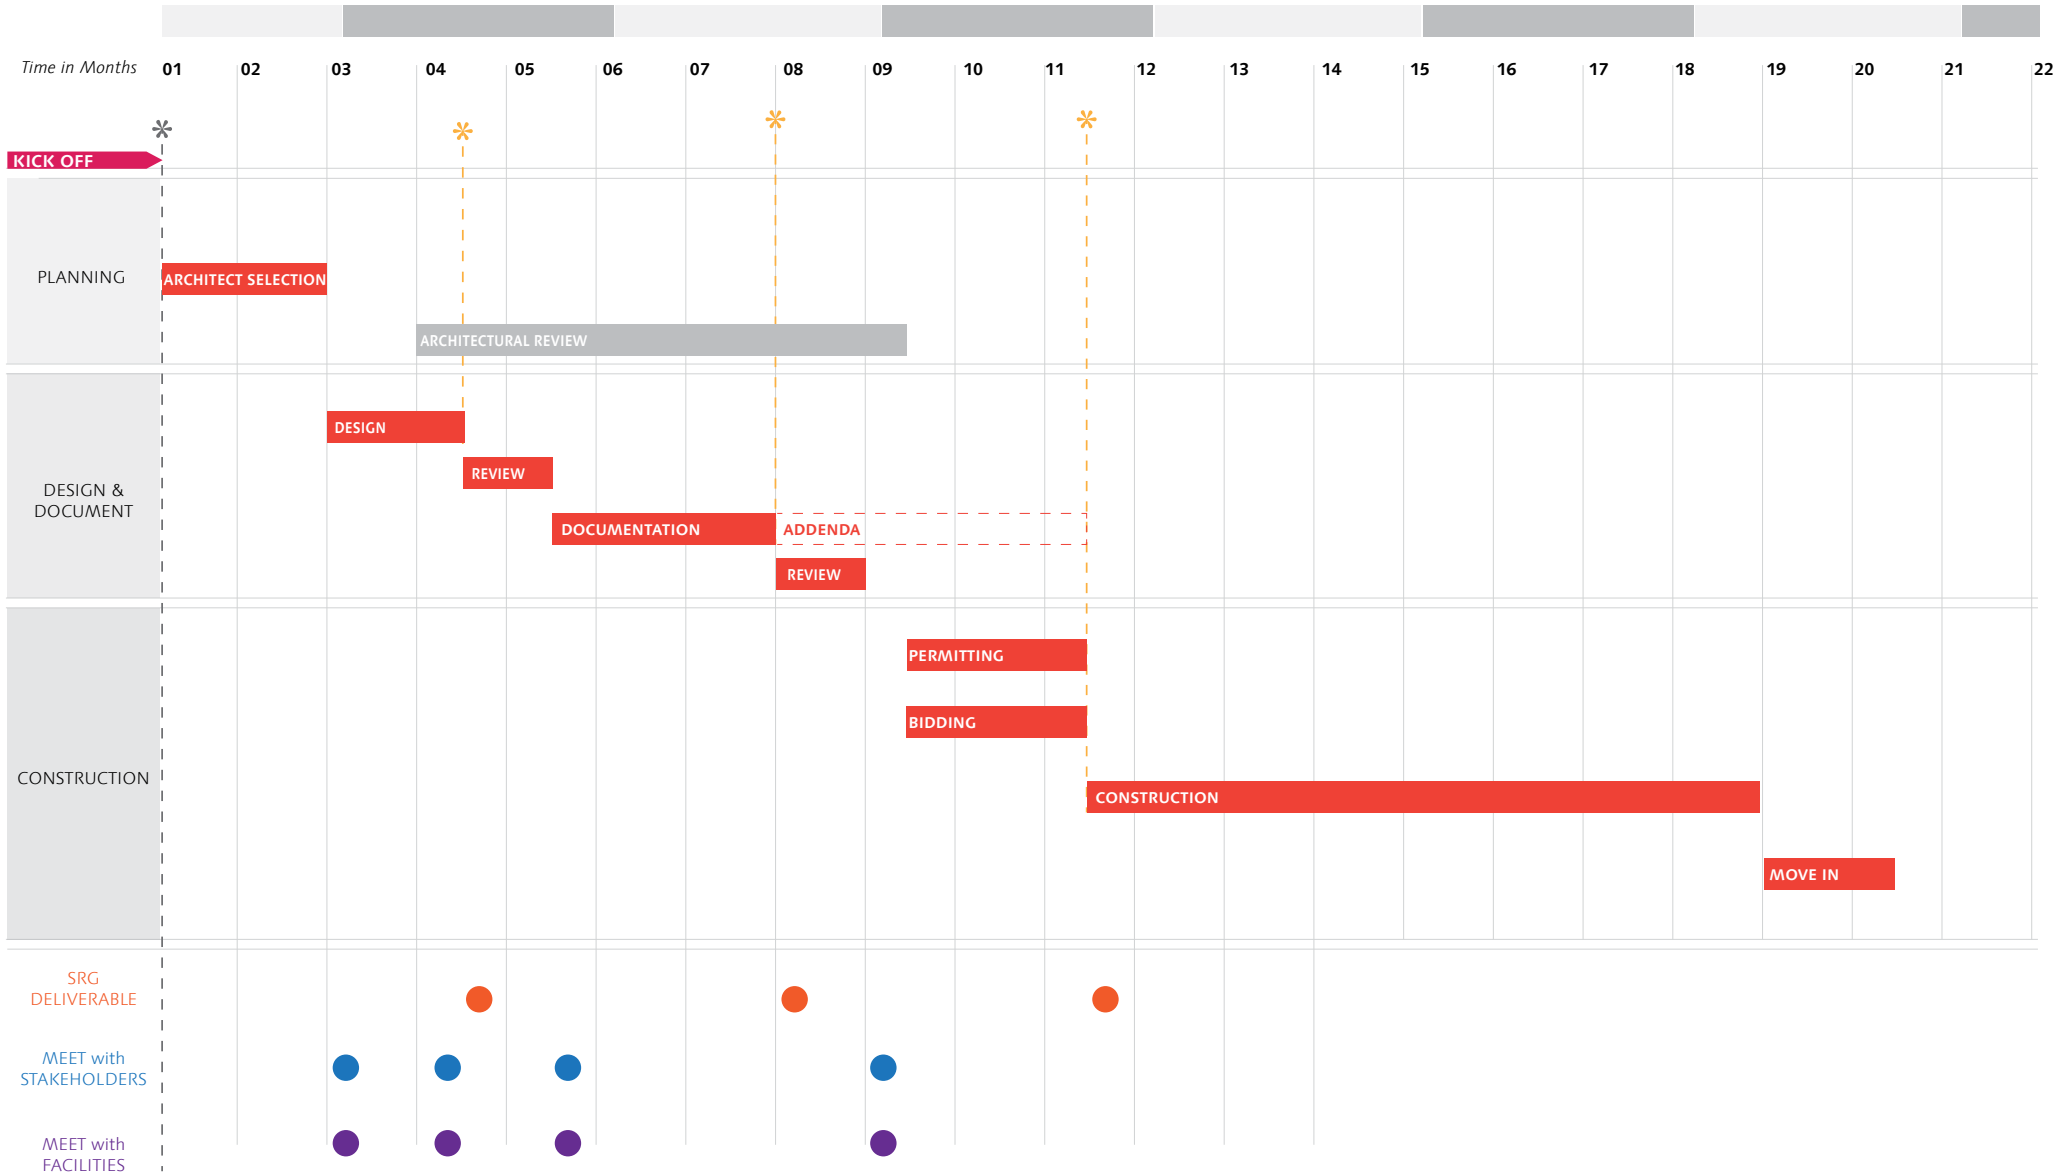 Time in Months 01 02 03 04 05 06 07 08 09 10 11 12 13 14 15 16 17 18 19 20 21 22
KICK OFF
PLANNING
ARCHITECT SELECTION
ARCHITECTURAL REVIEW
DESIGN &
DOCUMENT
DESIGN
REVIEW
DOCUMENTATION
ADDENDA
REVIEW
CONSTRUCTION
PERMITTING
BIDDING
CONSTRUCTION
MOVE IN
SRG
DELIVERABLE
MEET with
STAKEHOLDERS
MEET with
FACILITIES